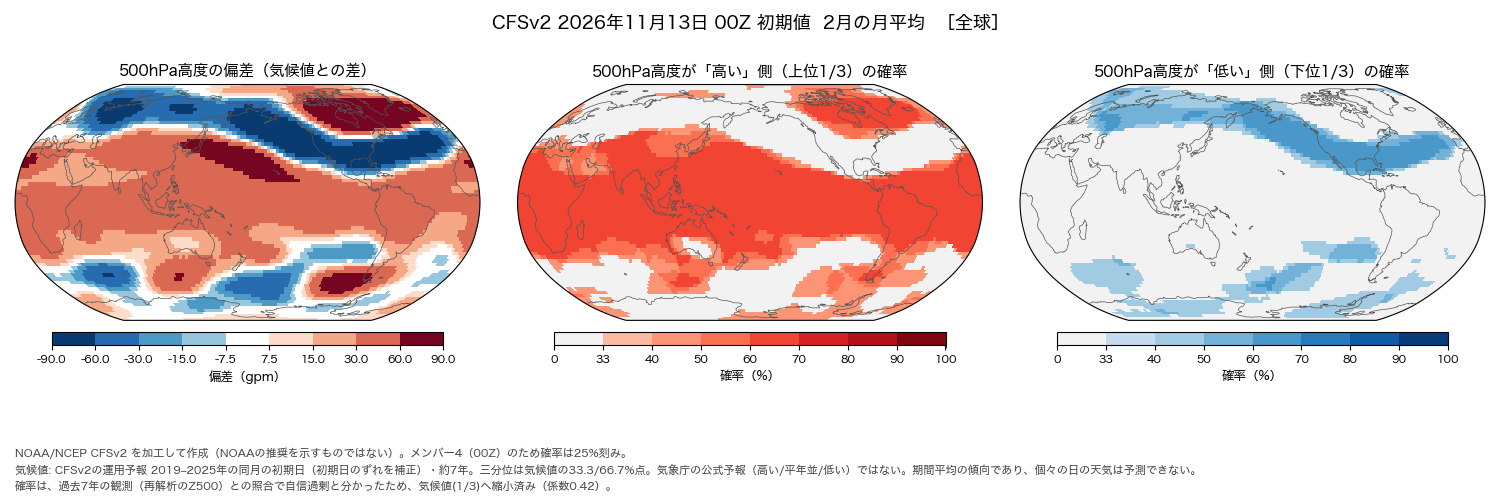 CFSv2 2026年11月13日 00Z 初期値 2月の月平均 ［全球］
500hPa高度の偏差（気候値との差）
500hPa高度が「高い」側（上位1/3）の確率
500hPa高度が「低い」側（下位1/3）の確率
-90.0 -60.0 -30.0 -15.0 -7.5 7.5 15.0 30.0 60.0 90.0
偏差（gpm）
0 33 40 50 60 70 80 90 100
確率（%）
0 33 40 50 60 70 80 90 100
確率（%）
NOAA/NCEP CFSv2 を加工して作成（NOAAの推奨を示すものではない）。メンバー4（00Z）のため確率は25%刻み。
気候値: CFSv2の運用予報 2019–2025年の同月の初期日（初期日のずれを補正）・約7年。三分位は気候値の33.3/66.7%点。気象庁の公式予報（高い/平年並/低い）ではない。期間平均の傾向であり、個々の日の天気は予測できない。
確率は、過去7年の観測（再解析のZ500）との照合で自信過剰と分かったため、気候値(1/3)へ縮小済み（係数0.42）。